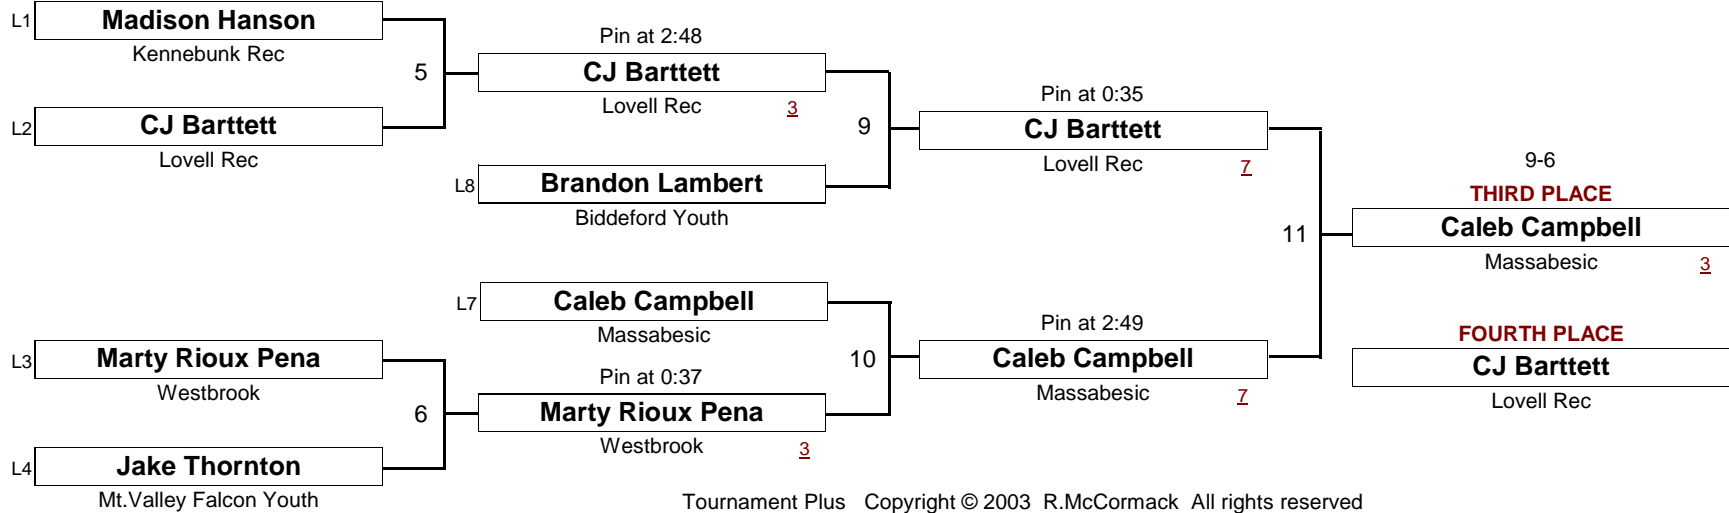 L1 Madison Hanson
Kennebunk Rec
5
L2 CJ Barttett
Lovell Rec
Pin at 2:48
CJ Barttett
Lovell Rec 3
9
L8 Brandon Lambert
Biddeford Youth
Pin at 0:35
CJ Barttett
Lovell Rec 7
L3 Marty Rioux Pena
Westbrook
6
L4 Jake Thornton
Mt.Valley Falcon Youth
L7 Caleb Campbell
Massabesic
10
Pin at 0:37
Marty Rioux Pena
Westbrook 3
Pin at 2:49
Caleb Campbell
Massabesic 7
11
9-6
THIRD PLACE
Caleb Campbell
Massabesic 3
FOURTH PLACE
CJ Barttett
Lovell Rec
Tournament Plus Copyright © 2003 R.McCormack All rights reserved